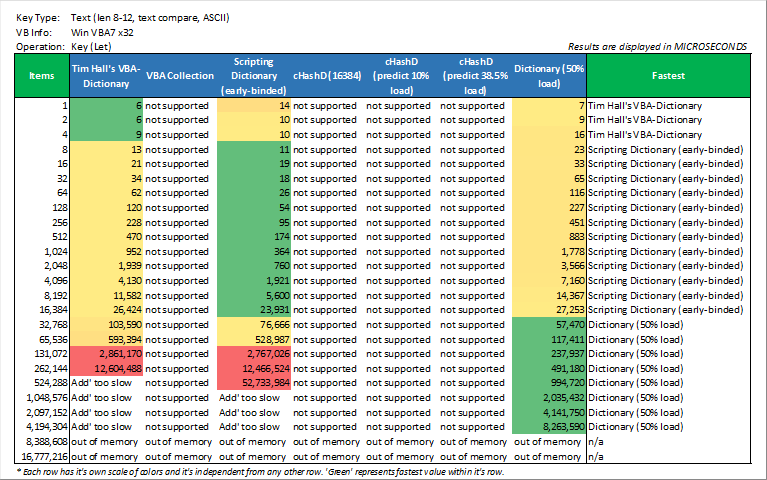 Key Type: Text (len 8-12, text compare, ASCII)
VB Info: Win VBA7 x32
Operation: Key (Let) Results are displayed in MICROSECONDS
Items Tim Hall's VBA-Dictionary VBA Collection Scripting Dictionary (early-binded) cHashD (16384) cHashD (predict 10% load) cHashD (predict 38.5% load) Dictionary (50% load) Fastest
1 6 not supported 14 not supported not supported not supported 7 Tim Hall's VBA-Dictionary
2 6 not supported 10 not supported not supported not supported 9 Tim Hall's VBA-Dictionary
4 9 not supported 10 not supported not supported not supported 16 Tim Hall's VBA-Dictionary
8 13 not supported 11 not supported not supported not supported 23 Scripting Dictionary (early-binded)
16 21 not supported 19 not supported not supported not supported 33 Scripting Dictionary (early-binded)
32 34 not supported 18 not supported not supported not supported 65 Scripting Dictionary (early-binded)
64 62 not supported 26 not supported not supported not supported 116 Scripting Dictionary (early-binded)
128 120 not supported 54 not supported not supported not supported 227 Scripting Dictionary (early-binded)
256 228 not supported 95 not supported not supported not supported 451 Scripting Dictionary (early-binded)
512 470 not supported 174 not supported not supported not supported 883 Scripting Dictionary (early-binded)
1,024 952 not supported 364 not supported not supported not supported 1,778 Scripting Dictionary (early-binded)
2,048 1,939 not supported 760 not supported not supported not supported 3,566 Scripting Dictionary (early-binded)
4,096 4,130 not supported 1,921 not supported not supported not supported 7,160 Scripting Dictionary (early-binded)
8,192 11,582 not supported 5,600 not supported not supported not supported 14,367 Scripting Dictionary (early-binded)
16,384 26,424 not supported 23,931 not supported not supported not supported 27,253 Scripting Dictionary (early-binded)
32,768 103,590 not supported 76,666 not supported not supported not supported 57,470 Dictionary (50% load)
65,536 593,394 not supported 528,987 not supported not supported not supported 117,411 Dictionary (50% load)
131,072 2,861,170 not supported 2,767,026 not supported not supported not supported 237,937 Dictionary (50% load)
262,144 12,604,488 not supported 12,466,524 not supported not supported not supported 491,180 Dictionary (50% load)
524,288 Add' too slow not supported 52,733,984 not supported not supported not supported 994,720 Dictionary (50% load)
1,048,576 Add' too slow not supported Add' too slow not supported not supported not supported 2,035,432 Dictionary (50% load)
2,097,152 Add' too slow not supported Add' too slow not supported not supported not supported 4,141,750 Dictionary (50% load)
4,194,304 Add' too slow not supported Add' too slow not supported not supported not supported 8,263,590 Dictionary (50% load)
8,388,608 out of memory out of memory out of memory out of memory out of memory out of memory out of memory n/a
16,777,216 out of memory out of memory out of memory out of memory out of memory out of memory out of memory n/a
* Each row has it's own scale of colors and it's independent from any other row. 'Green' represents fastest value within it's row.